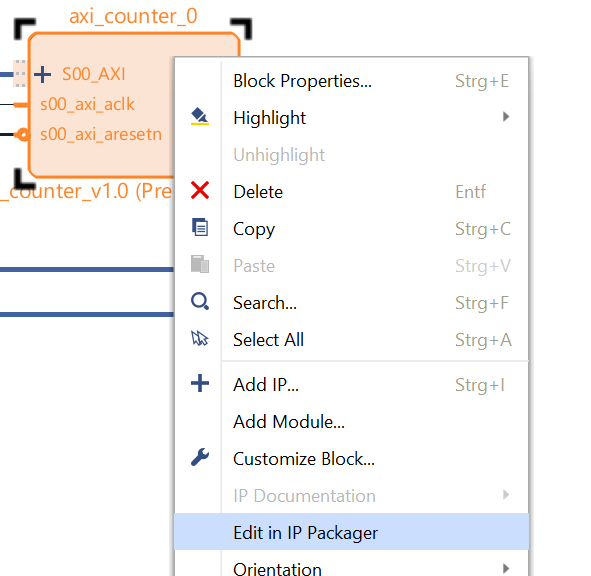 axi_counter_0
S00_AXI
s00_axi_aclk
s00_axi_aresetn
_counter_v1.0 (Pre
Block Properties... Strg+E
Highlight
Unhighlight
Delete Entf
Copy Strg+C
Paste Strg+V
Search... Strg+F
Select All Strg+A
Add IP... Strg+I
Add Module...
Customize Block...
IP Documentation
Edit in IP Packager
Orientation